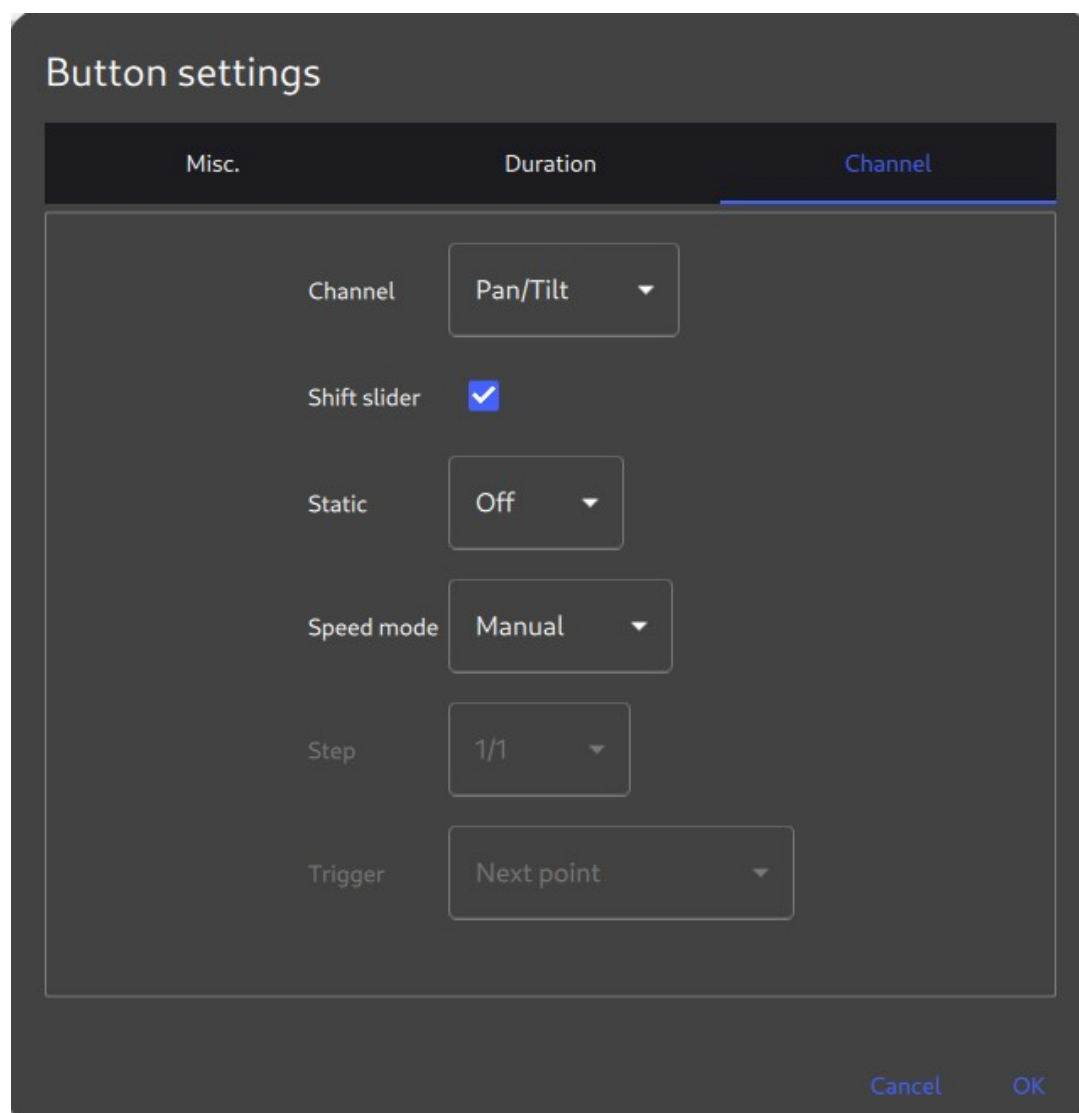 Button settings
Misc. Duration Channel
Channel Pan/Tilt
Shift slider
Static Off
Speed mode Manual
Step 1/1
Trigger Next point
Cancel OK